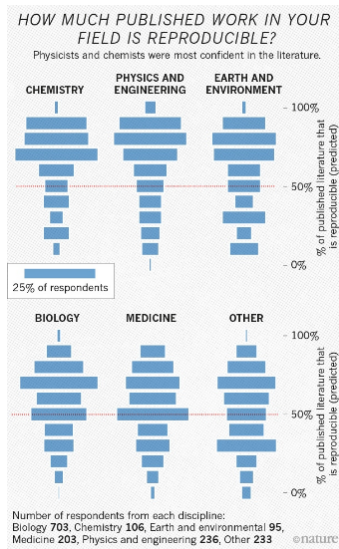 HOW MUCH PUBLISHED WORK IN YOUR
FIELD IS REPRODUCIBLE?
Physicists and chemists were most confident in the literature.
CHEMISTRY
PHYSICS AND
ENGINEERING
EARTH AND
ENVIRONMENT
100%
50%
0%
% of published literature that
is reproducible (predicted)
25% of respondents
BIOLOGY
MEDICINE
OTHER
100%
50%
0%
% of published literature that
is reproducible (predicted)
Number of respondents from each discipline:
Biology 703, Chemistry 106, Earth and environmental 95,
Medicine 203, Physics and engineering 236, Other 233
©nature